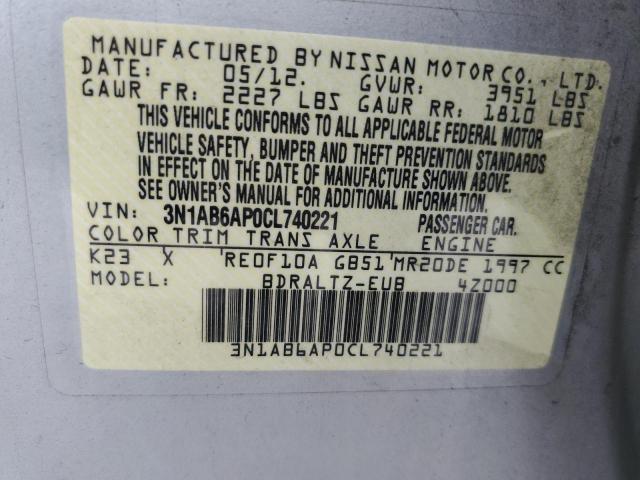 MANUFACTURED BY NISSAN MOTOR CO., LTD.
DATE: 05/12. GVWR: 3951 LBS
GAWR FR: 2227 LBS GAWR RR: 1810 LBS
THIS VEHICLE CONFORMS TO ALL APPLICABLE FEDERAL MOTOR
VEHICLE SAFETY, BUMPER AND THEFT PREVENTION STANDARDS
IN EFFECT ON THE DATE OF MANUFACTURE SHOWN ABOVE.
SEE OWNER'S MANUAL FOR ADDITIONAL INFORMATION.
VIN: 3N1AB6AP0CL740221 PASSENGER CAR.
COLOR TRIM TRANS AXLE ENGINE
K23 X RE0F10A GB51 MR20DE 1997 CC
MODEL: BDRALTZ-EUB 4Z000
3N1AB6AP0CL740221